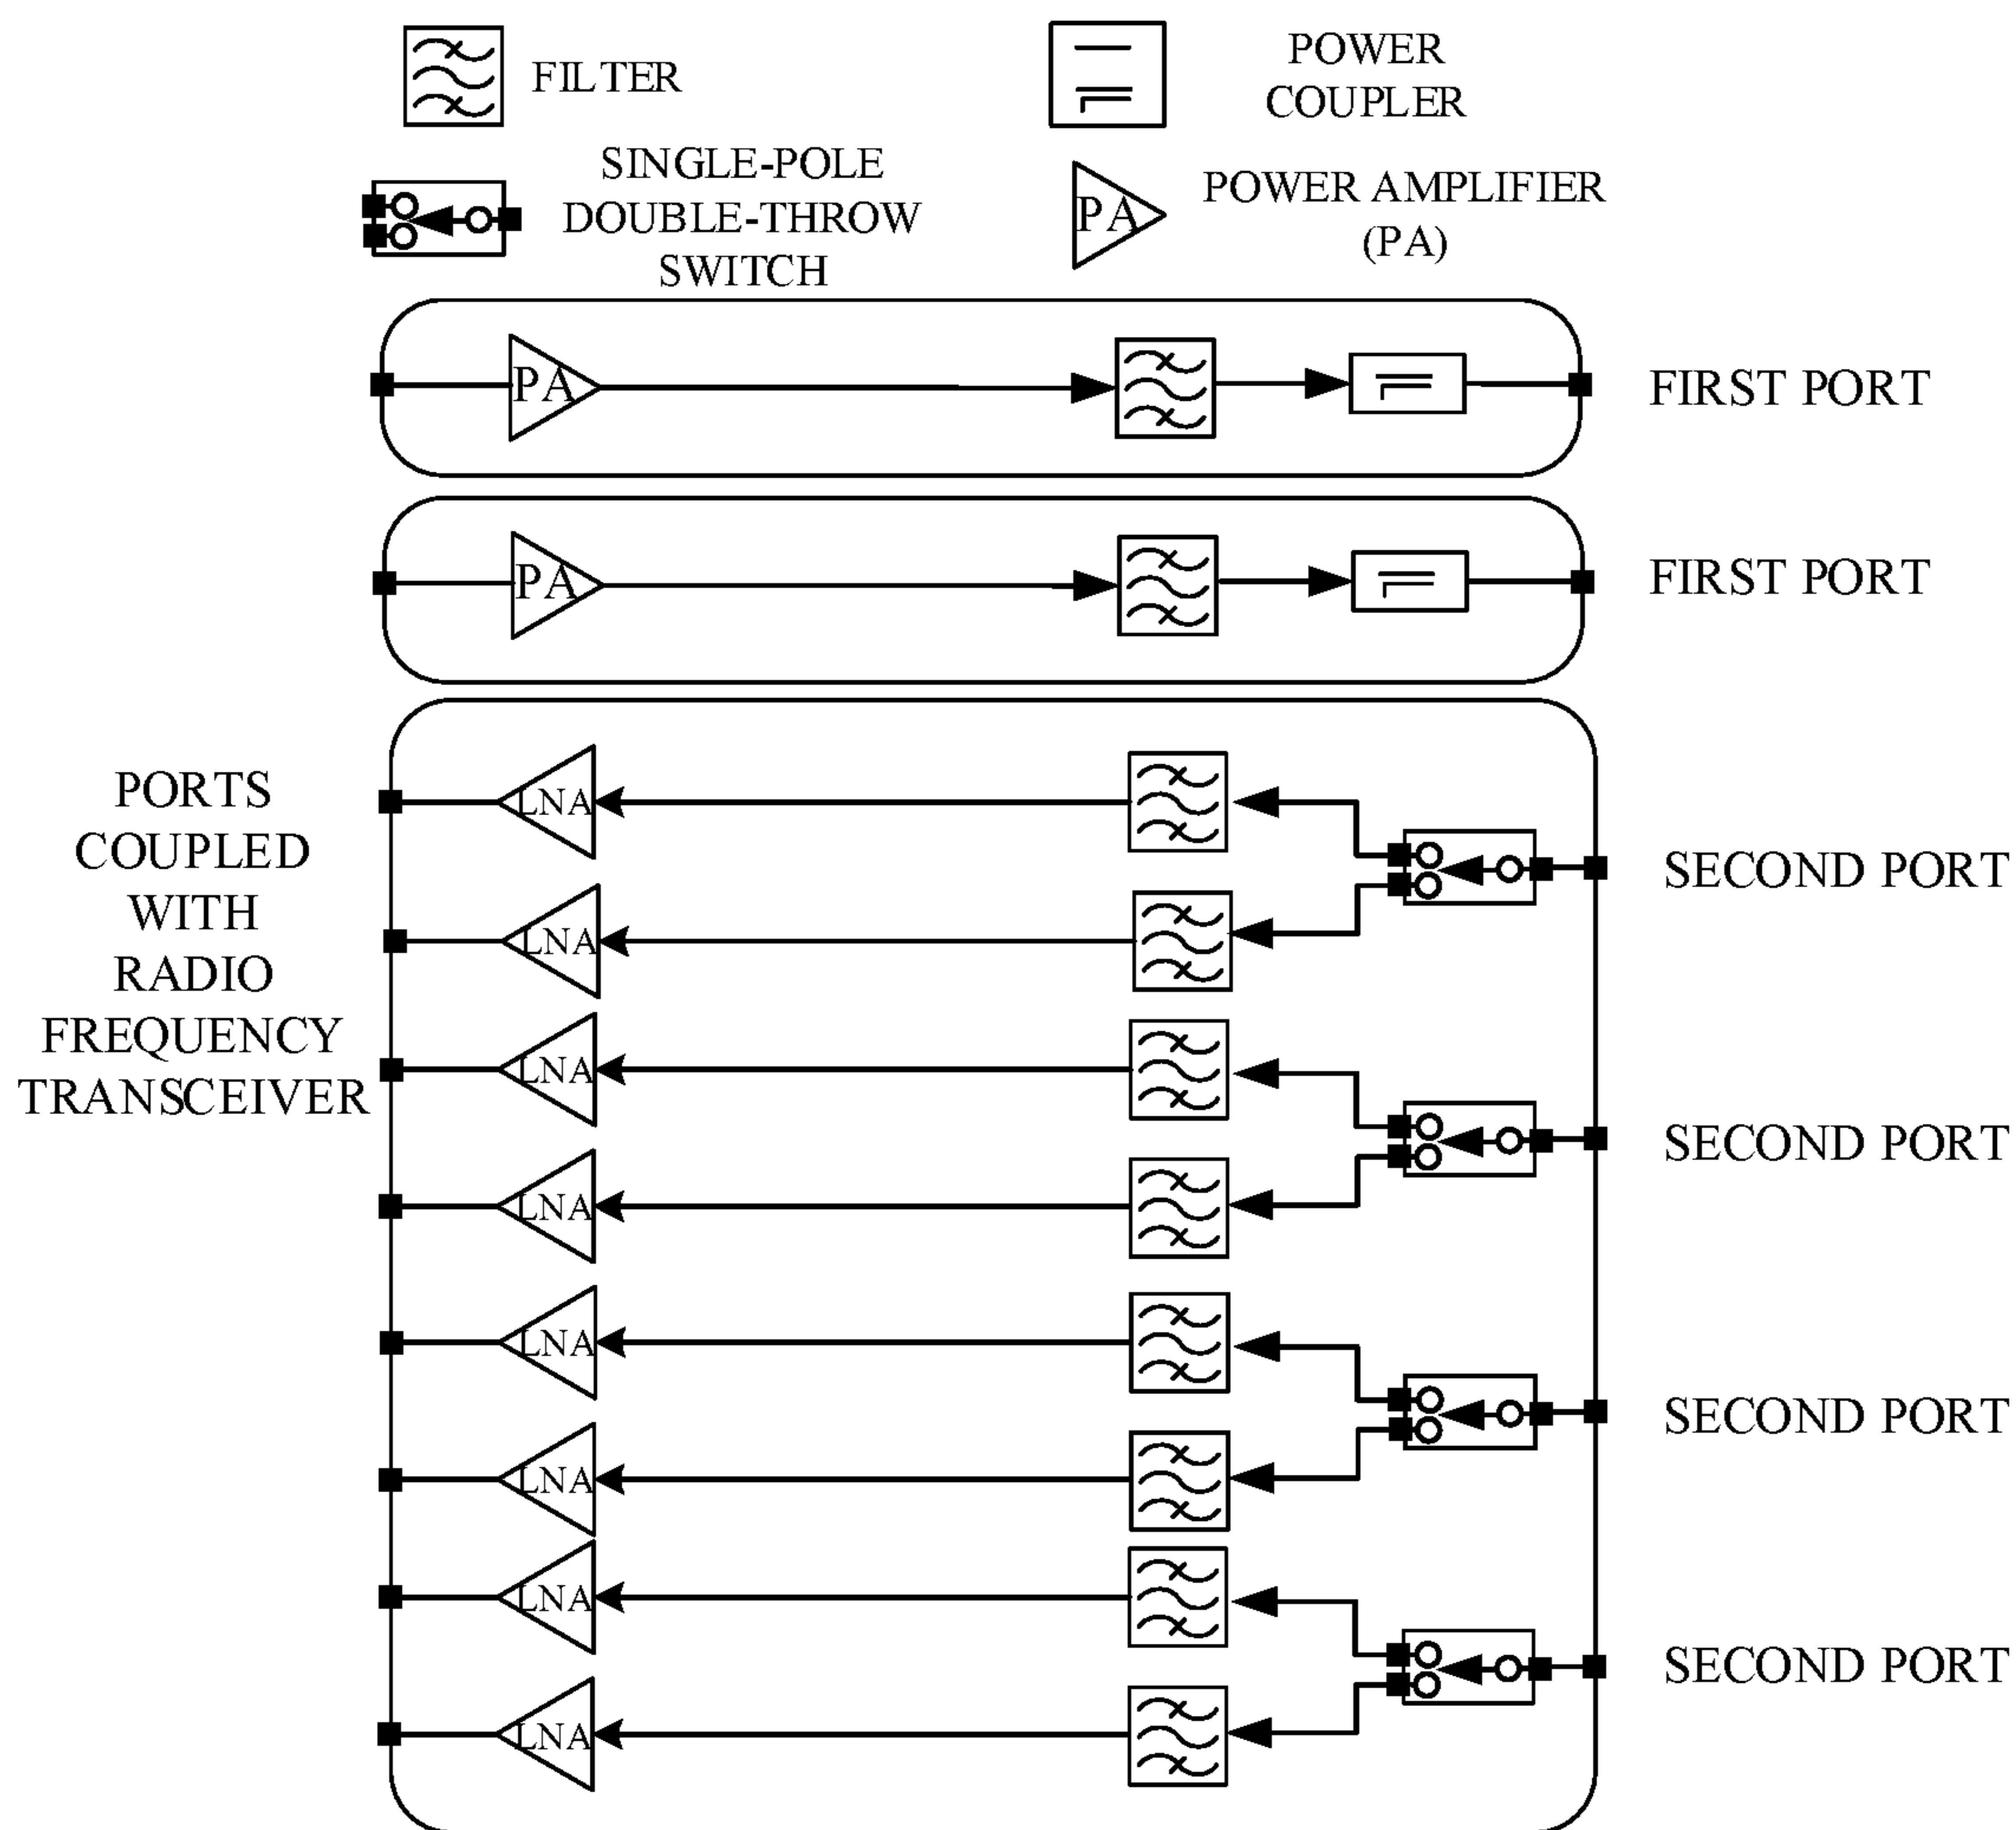 FILTER
POWER
COUPLER
SINGLE-POLE
DOUBLE-THROW
SWITCH
PA
POWER AMPLIFIER
(PA)
PA
FIRST PORT
PA
FIRST PORT
PORTS
COUPLED
WITH
RADIO
FREQUENCY
TRANSCEIVER
LNA
SECOND PORT
LNA
LNA
SECOND PORT
LNA
LNA
SECOND PORT
LNA
LNA
SECOND PORT
LNA